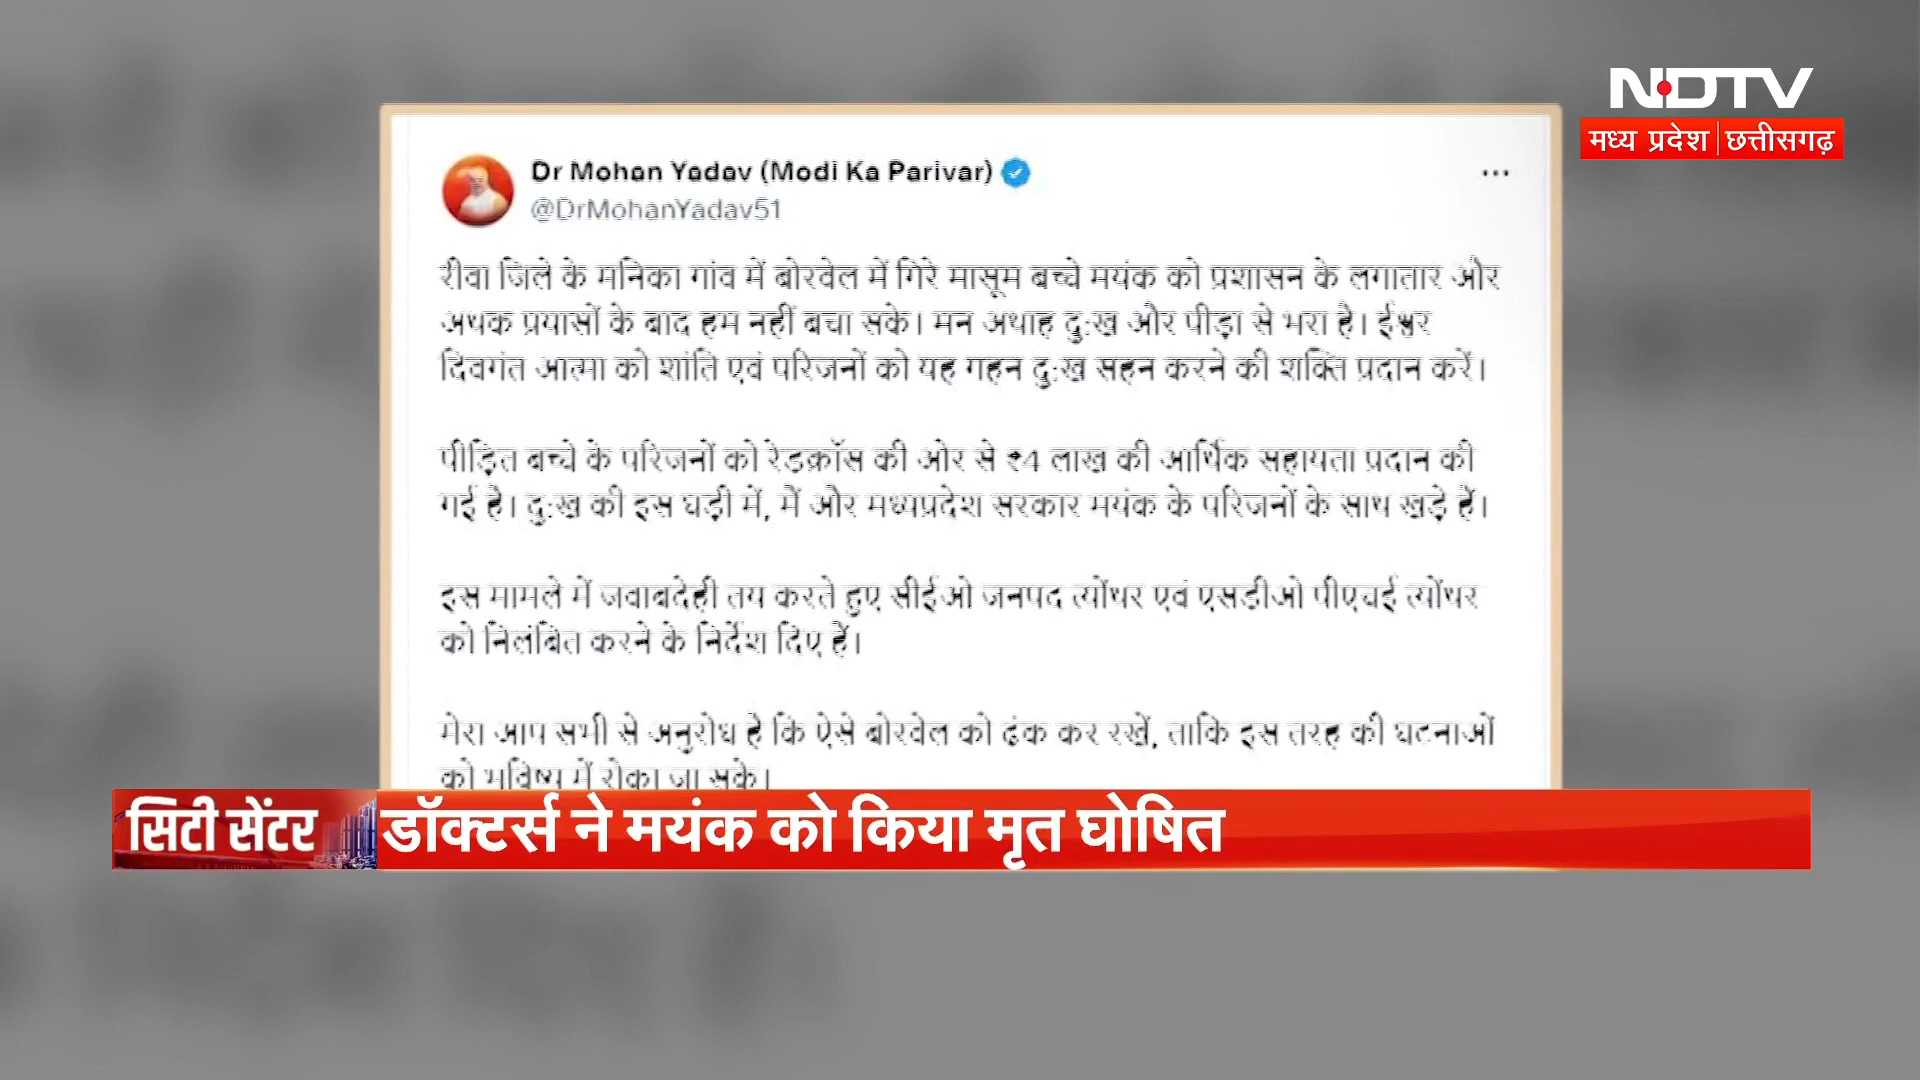 NDTV
मध्य प्रदेश छत्तीसगढ़
Dr Mohan Yadav (Modi Ka Parivar)
@DrMohanYadav51
रीवा जिले के मनिका गांव में बोरवेल में गिरे मासूम बच्चे मयंक को प्रशासन के लगातार और
अथक प्रयासों के बाद हम नहीं बचा सके। मन अथाह दु:ख और पीड़ा से भरा है। ईश्वर
दिवगंत आत्मा को शांति एवं परिजनों को यह गहन दु:ख सहन करने की शक्ति प्रदान करें।
पीड़ित बच्चे के परिजनों को रेडक्रॉस की ओर से ₹4 लाख की आर्थिक सहायता प्रदान की
गई है। दु:ख की इस घड़ी में, मैं और मध्यप्रदेश सरकार मयंक के परिजनों के साथ खड़े हैं।
इस मामले में जवाबदेही तय करते हुए सीईओ जनपद त्योंथर एवं एसडीओ पीएचई त्योंथर
को निलंबित करने के निर्देश दिए हैं।
मेरा आप सभी से अनुरोध है कि ऐसे बोरवेल को ढंक कर रखें, ताकि इस तरह की घटनाओं
को भविष्य में रोका जा सके।
सिटी सेंटर डॉक्टर्स ने मयंक को किया मृत घोषित